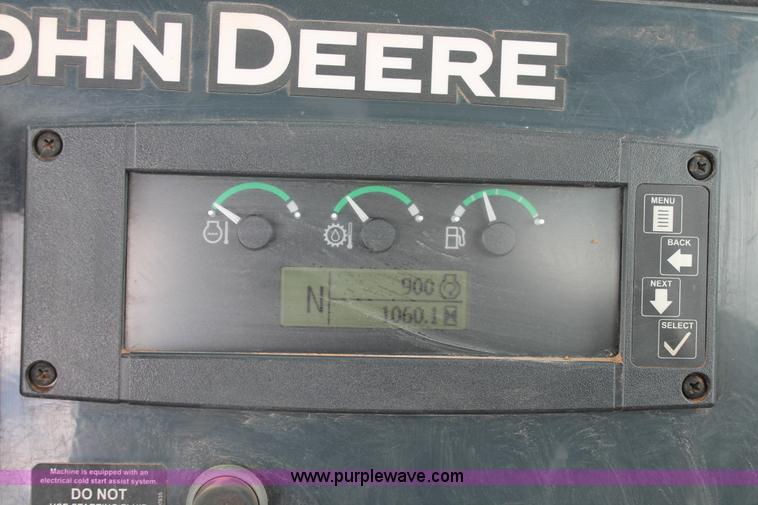 OHN DEERE
MENU
BACK
NEXT
SELECT
N
900
1060.1
Machine is equipped with an
electrical cold start assist system.
DO NOT
www.purplewave.com